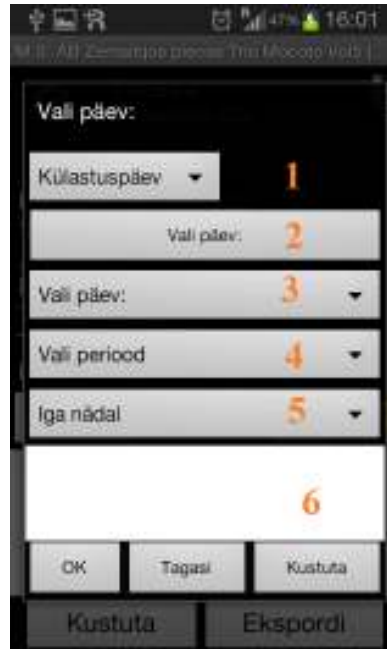 47% 16:01
Vali päev:
Külastuspäev 1
Vali päev: 2
Vali päev: 3
Vali periood 4
Iga nädal 5
6
OK Tagasi Kustuta
Kustuta Ekspordi